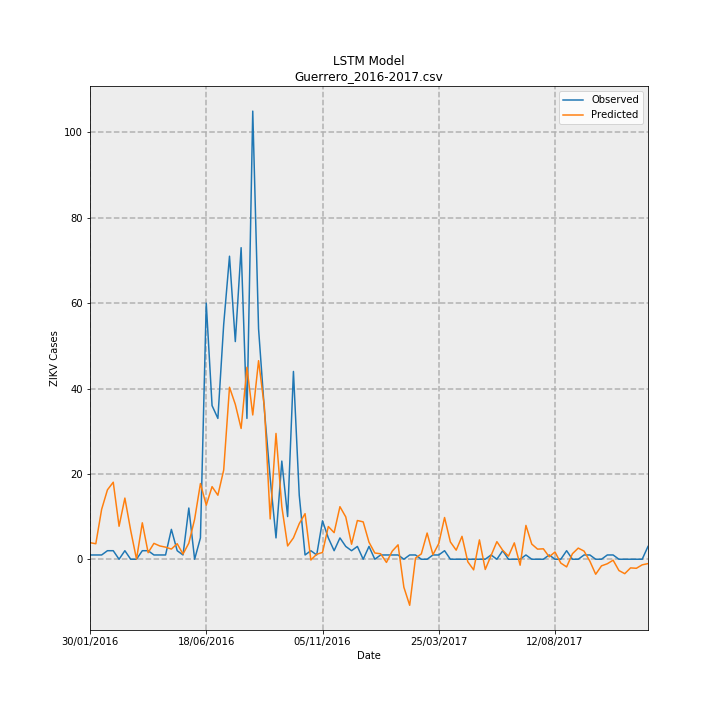 LSTM Model
Guerrero_2016-2017.csv
Observed
Predicted
100
80
60
40
20
0
ZIKV Cases
30/01/2016
18/06/2016
05/11/2016
25/03/2017
12/08/2017
Date